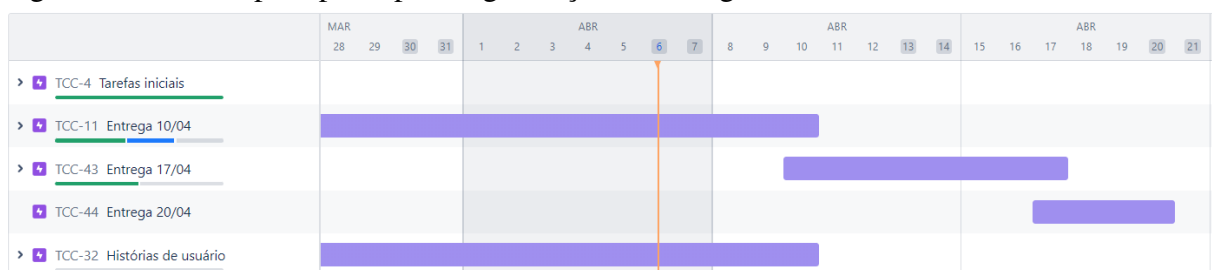 MAR ABR ABR ABR
28 29 30 31 1 2 3 4 5 6 7 8 9 10 11 12 13 14 15 16 17 18 19 20 21
TCC-4 Tarefas iniciais
TCC-11 Entrega 10/04
TCC-43 Entrega 17/04
TCC-44 Entrega 20/04
TCC-32 Histórias de usuário